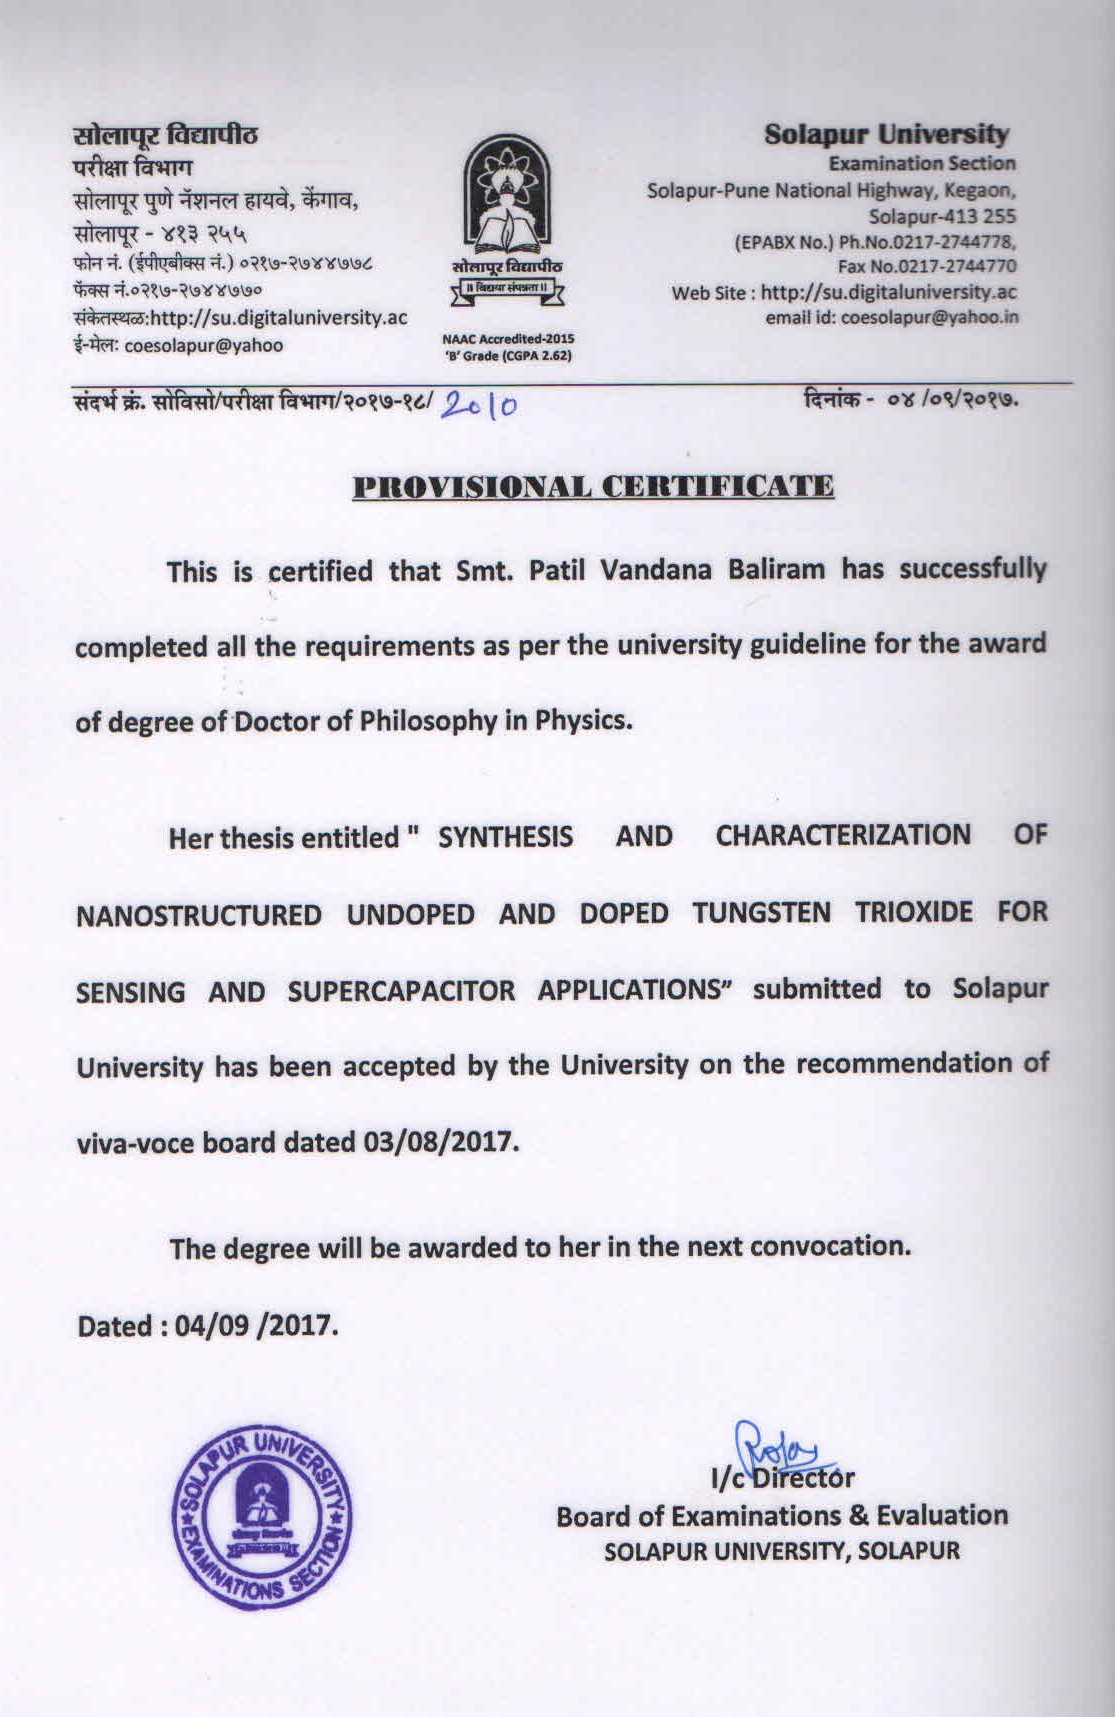 सोलापूर विद्यापीठ
परीक्षा विभाग
सोलापूर पुणे नॅशनल हायवे, केंगाव,
सोलापूर - ४१३ २५५
फोन नं. (ईपीएबीक्स नं.) ०२१७-२७४४७७८
फॅक्स नं.०२१७-२७४४७७०
संकेतस्थळ:http://su.digitaluniversity.ac
ई-मेल: coesolapur@yahoo
सोलापूर विद्यापीठ
॥ विद्यया संपन्नता ॥
NAAC Accredited-2015
'B' Grade (CGPA 2.62)
Solapur University
Examination Section
Solapur-Pune National Highway, Kegaon,
Solapur-413 255
(EPABX No.) Ph.No.0217-2744778,
Fax No.0217-2744770
Web Site : http://su.digitaluniversity.ac
email id: coesolapur@yahoo.in
संदर्भ क्रं. सोविसो/परीक्षा विभाग/२०१७-१८/ 2010
दिनांक - ०४ /०९/२०१७.
PROVISIONAL CERTIFICATE
This is certified that Smt. Patil Vandana Baliram has successfully
completed all the requirements as per the university guideline for the award
of degree of Doctor of Philosophy in Physics.
Her thesis entitled " SYNTHESIS AND CHARACTERIZATION OF
NANOSTRUCTURED UNDOPED AND DOPED TUNGSTEN TRIOXIDE FOR
SENSING AND SUPERCAPACITOR APPLICATIONS” submitted to Solapur
University has been accepted by the University on the recommendation of
viva-voce board dated 03/08/2017.
The degree will be awarded to her in the next convocation.
Dated : 04/09 /2017.
SOLAPUR UNIVERSITY
EXAMINATIONS SECTION
I/c Director
Board of Examinations & Evaluation
SOLAPUR UNIVERSITY, SOLAPUR